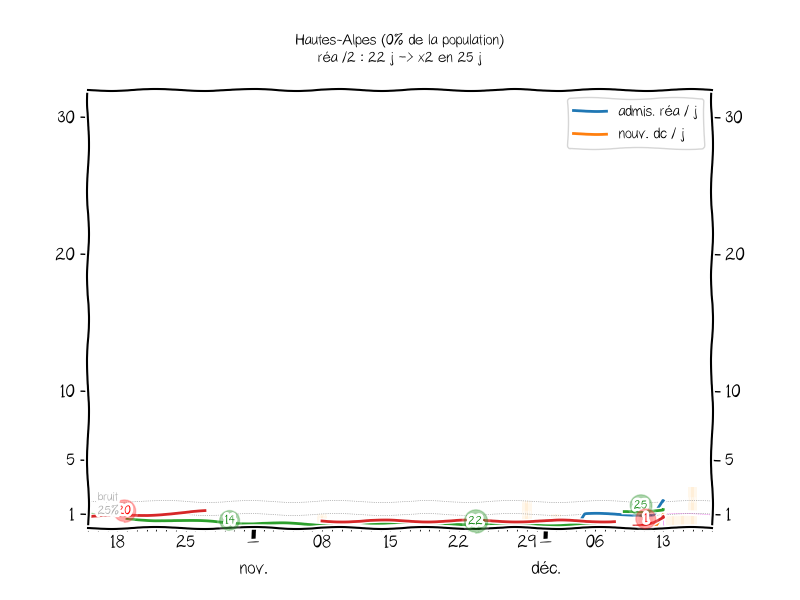 Hautes-Alpes (0% de la population)
réa /2 : 22 j -> x2 en 25 j
admis. réa / j
nouv. dc / j
30 30
20 20
10 10
5 5
1 1
bruit
25%
20
14
22
25
1
18 25 08 15 22 29 06 13
nov. déc.